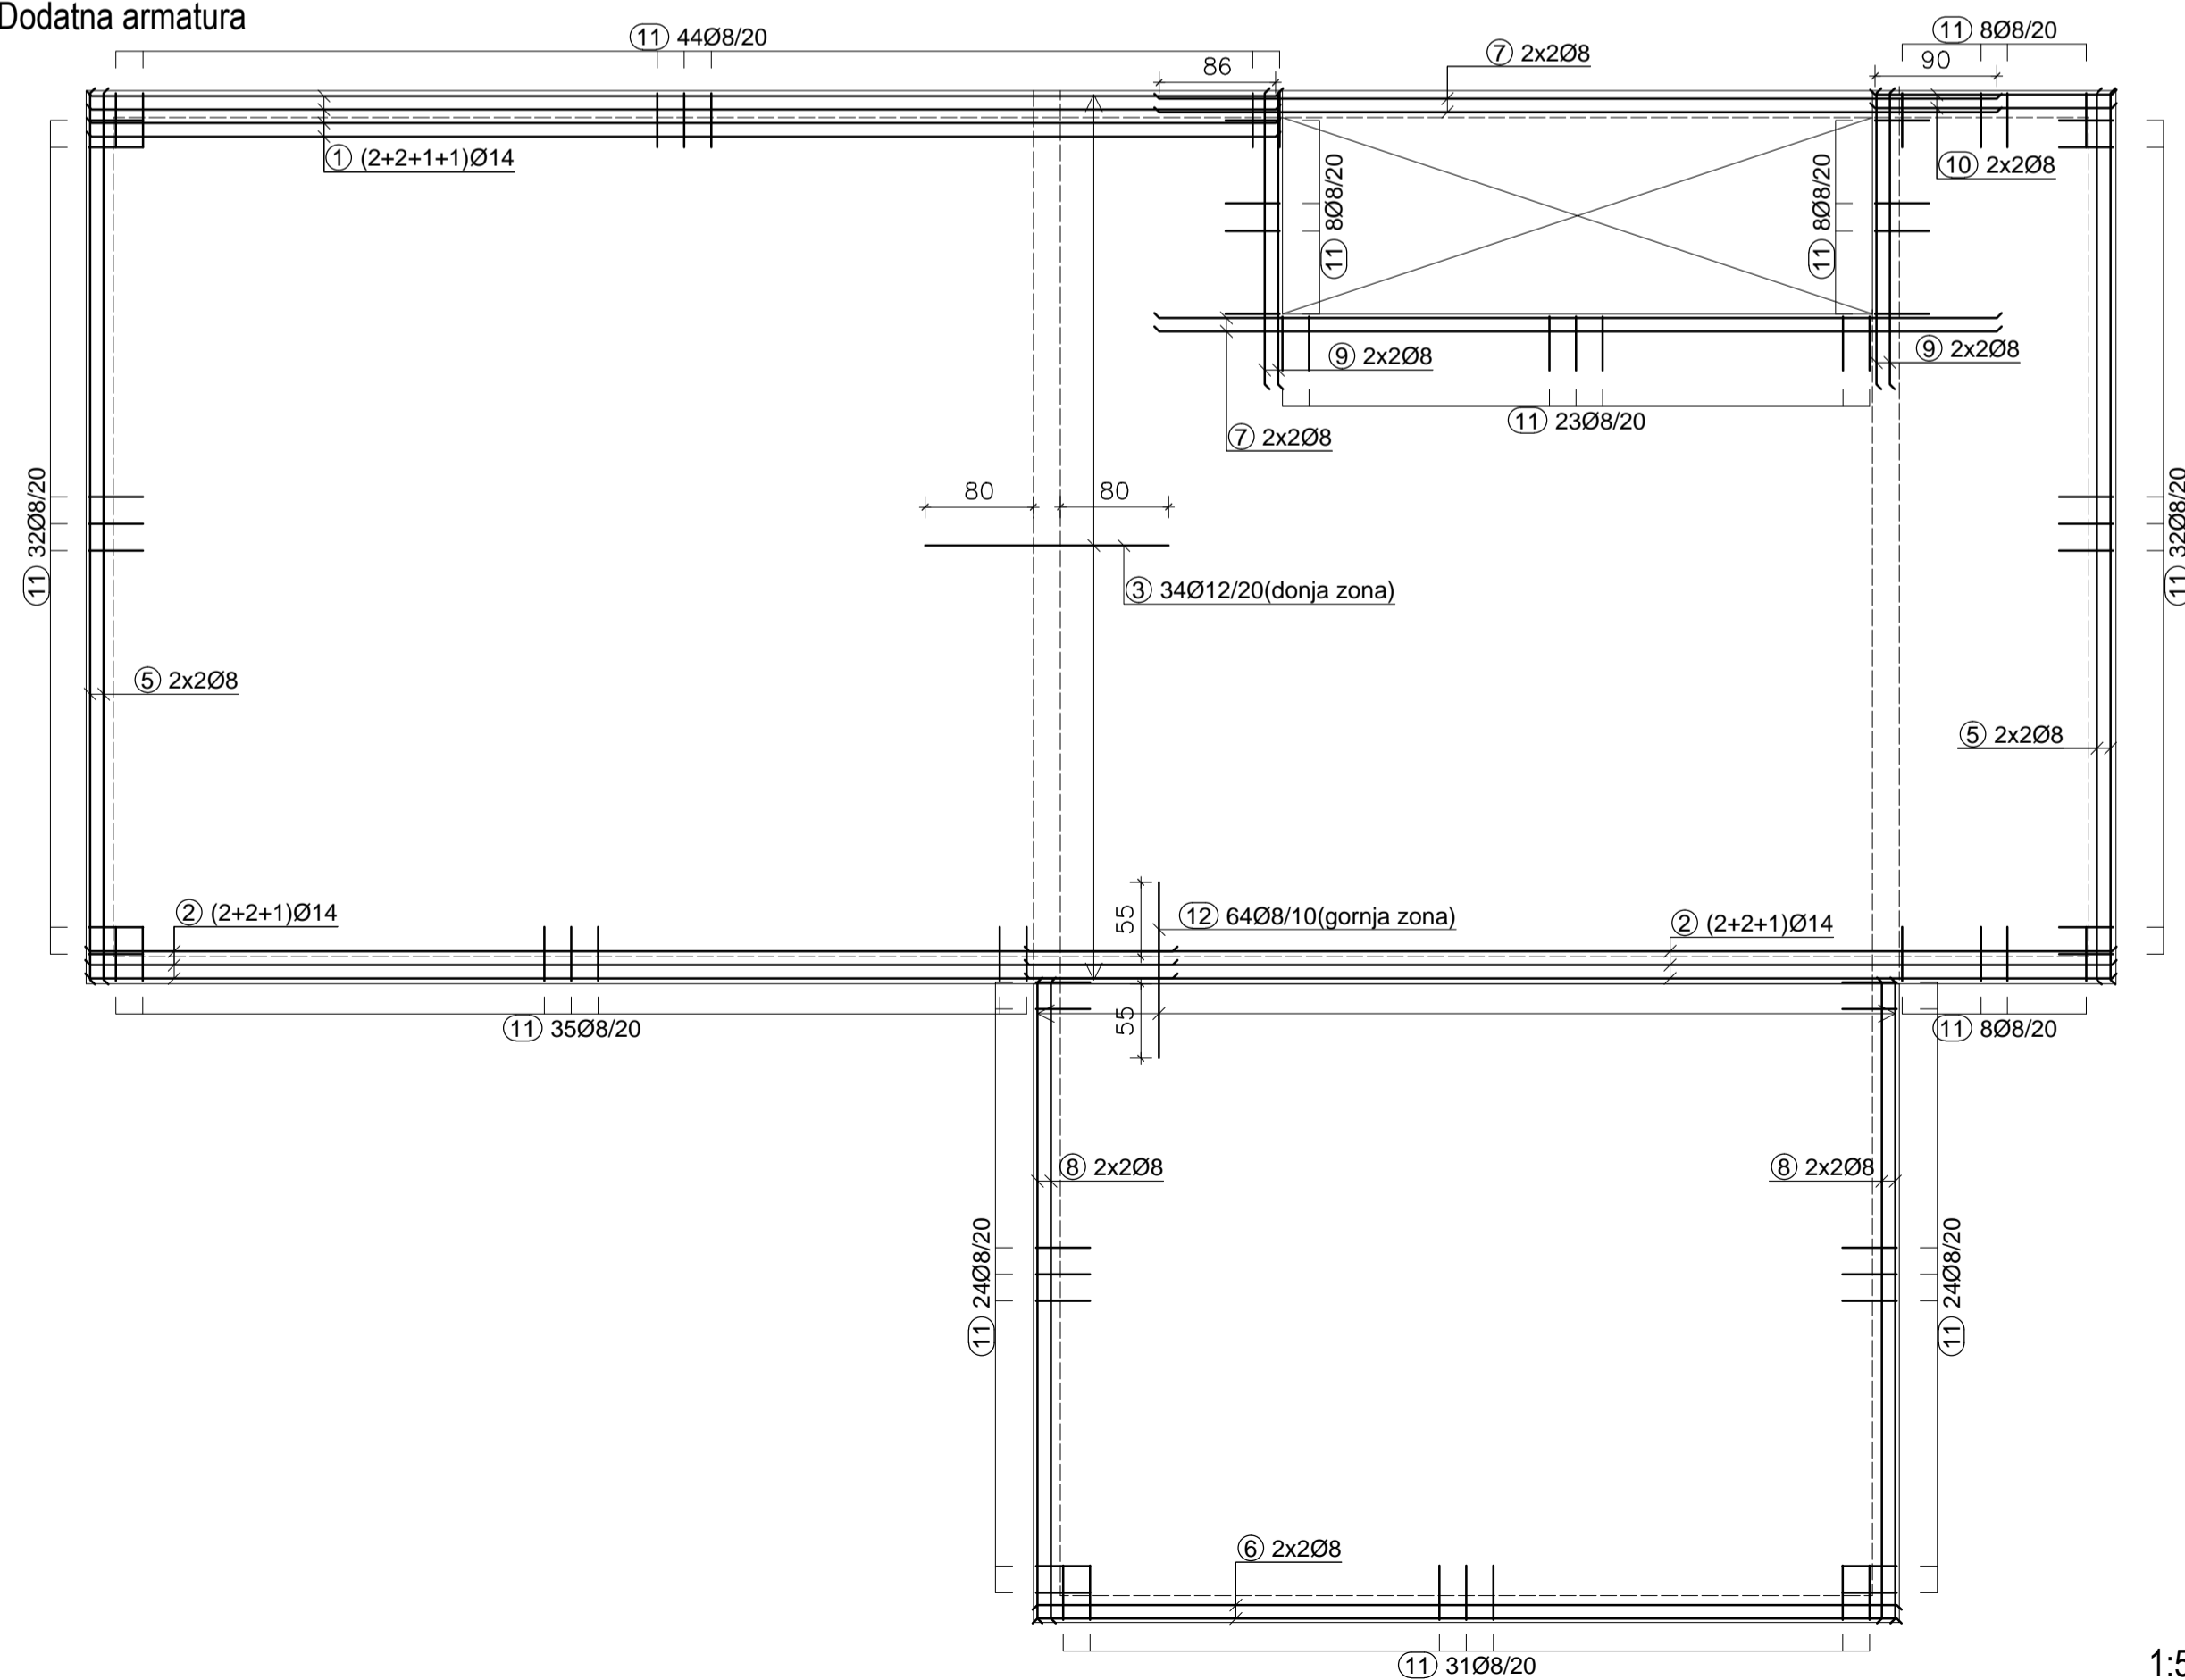 Dodatna armatura
11 44Ø8/20
11 8Ø8/20
7 2x2Ø8
86
90
1 (2+2+1+1)Ø14
11 8Ø8/20
11 8Ø8/20
10 2x2Ø8
9 2x2Ø8
9 2x2Ø8
11 23Ø8/20
7 2x2Ø8
11 32Ø8/20
80
80
11 32Ø8/20
3 34Ø12/20(donja zona)
5 2x2Ø8
5 2x2Ø8
2 (2+2+1)Ø14
55
12 64Ø8/10(gornja zona)
2 (2+2+1)Ø14
11 35Ø8/20
55
11 8Ø8/20
8 2x2Ø8
8 2x2Ø8
11 24Ø8/20
11 24Ø8/20
6 2x2Ø8
11 31Ø8/20